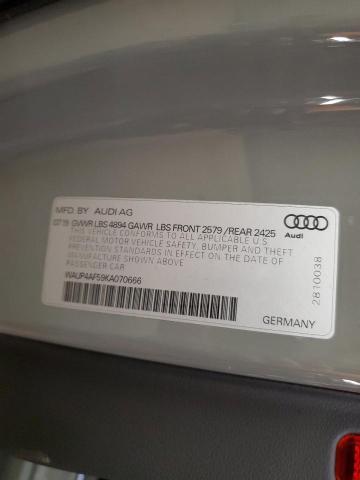 MFD. BY AUDI AG
07/19 GVWR LBS 4894 GAWR LBS FRONT 2579 /REAR 2425
THIS VEHICLE CONFORMS TO ALL APPLICABLE U.S.
FEDERAL MOTOR VEHICLE SAFETY, BUMPER AND THEFT
PREVENTION STANDARDS IN EFFECT ON THE DATE OF
MANUFACTURE SHOWN ABOVE.
PASSENGER CAR
WAUP4AF59KA070666
Audi
2810038
GERMANY